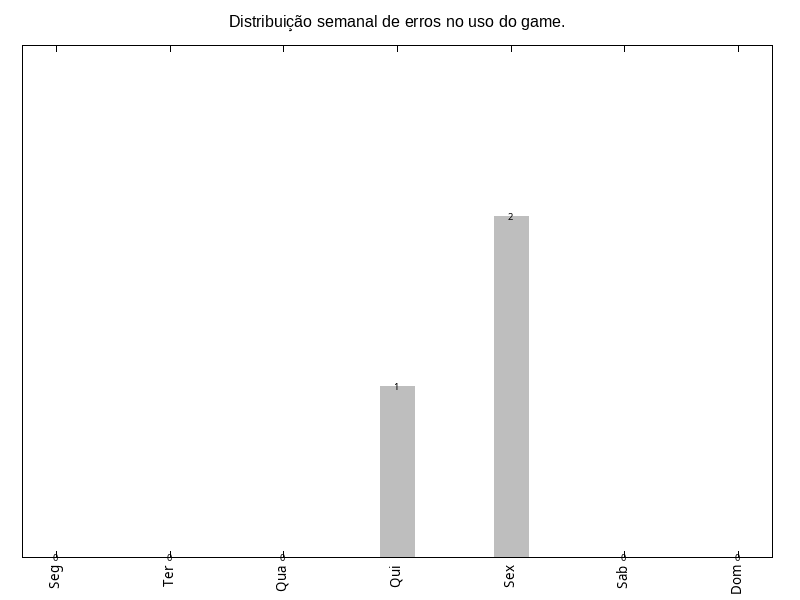 Distribuição semanal de erros no uso do game.
2
1
0 0 0 0 0
Seg Ter Qua Qui Sex Sab Dom